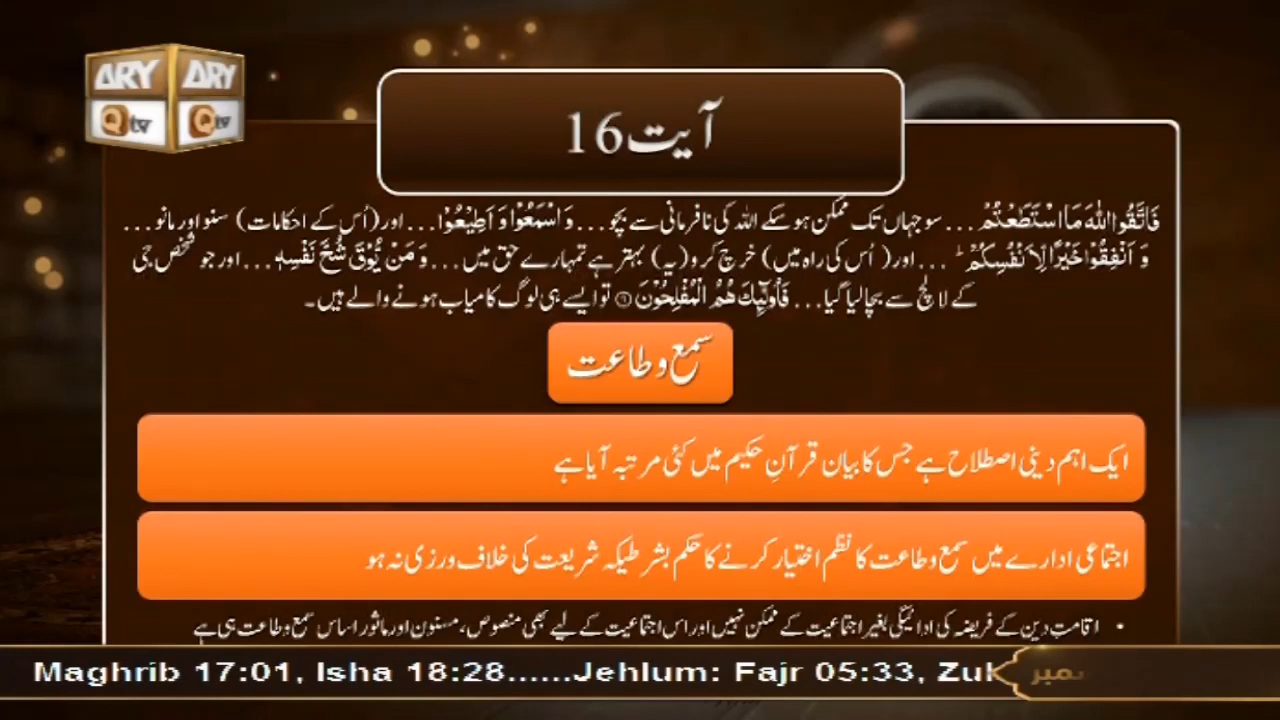 ARY ARY
Qtv Qtv
آیت 16
فَاتَّقُوا اللّٰهَ مَا اسْتَطَعْتُمْ... سو جہاں تک ممکن ہو سکے اللہ کی نافرمانی سے بچو... وَ اسْمَعُوْا وَ اَطِیْعُوْا... اور (اُس کے احکامات) سنو اور مانو...
وَ اَنْفِقُوْا خَیْرًا لِّاَنْفُسِكُمْ ؕ ... اور (اُس کی راہ میں) خرچ کرو (یہ) بہتر ہے تمہارے حق میں... وَ مَنْ یُّوْقَ شُحَّ نَفْسِهٖ... اور جو شخص جی
کے لالچ سے بچا لیا گیا... فَاُولٰٓىِٕكَ هُمُ الْمُفْلِحُوْنَ ۝ تو ایسے ہی لوگ کامیاب ہونے والے ہیں۔
سمع و طاعت
ایک اہم دینی اصطلاح ہے جس کا بیان قرآنِ حکیم میں کئی مرتبہ آیا ہے
اجتماعی ادارے میں سمع و طاعت کا نظم اختیار کرنے کا حکم بشرطیکہ شریعت کی خلاف ورزی نہ ہو
• اقامتِ دین کے فریضہ کی ادائیگی بغیر اجتماعیت کے ممکن نہیں اور اس اجتماعیت کے لیے بھی منصوص، مسنون اور ماثور اساس سمع و طاعت ہی ہے
Maghrib 17:01, Isha 18:28......Jehlum: Fajr 05:33, Zuh